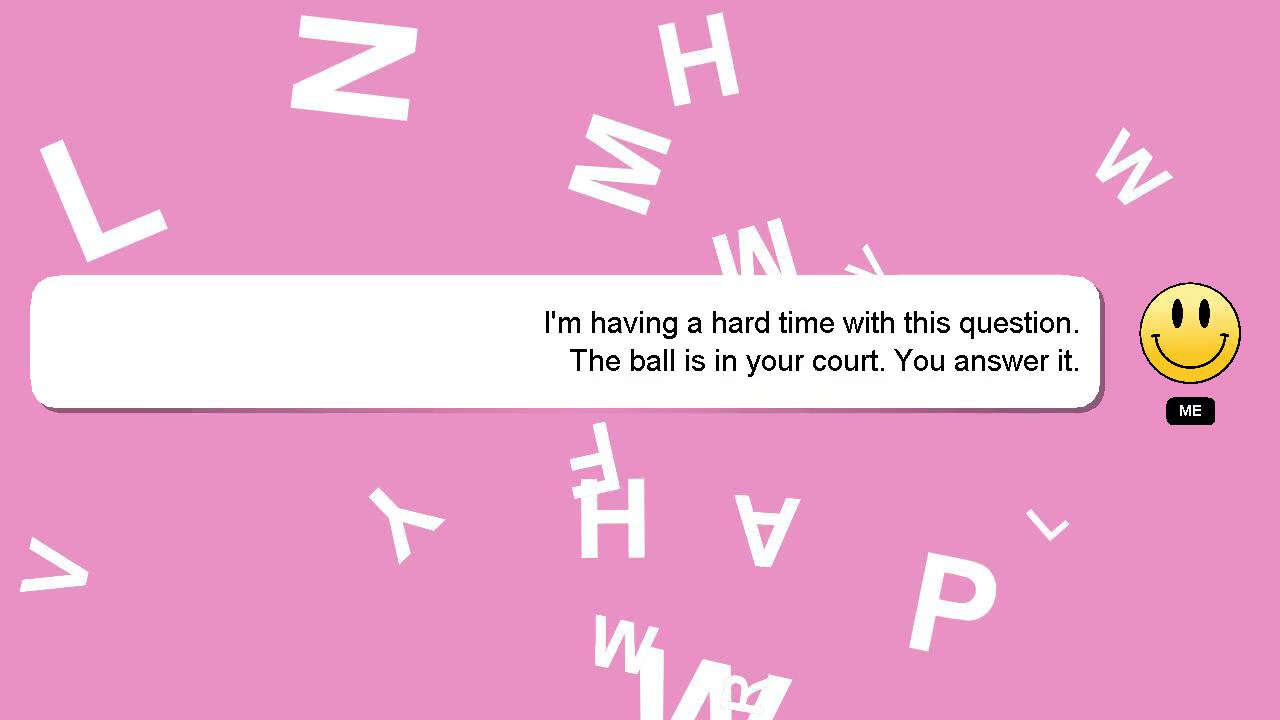 N
H
L
M
W
W
V
I'm having a hard time with this question.
The ball is in your court. You answer it.
ME
F
H
Y
A
L
V
P
W
W
R